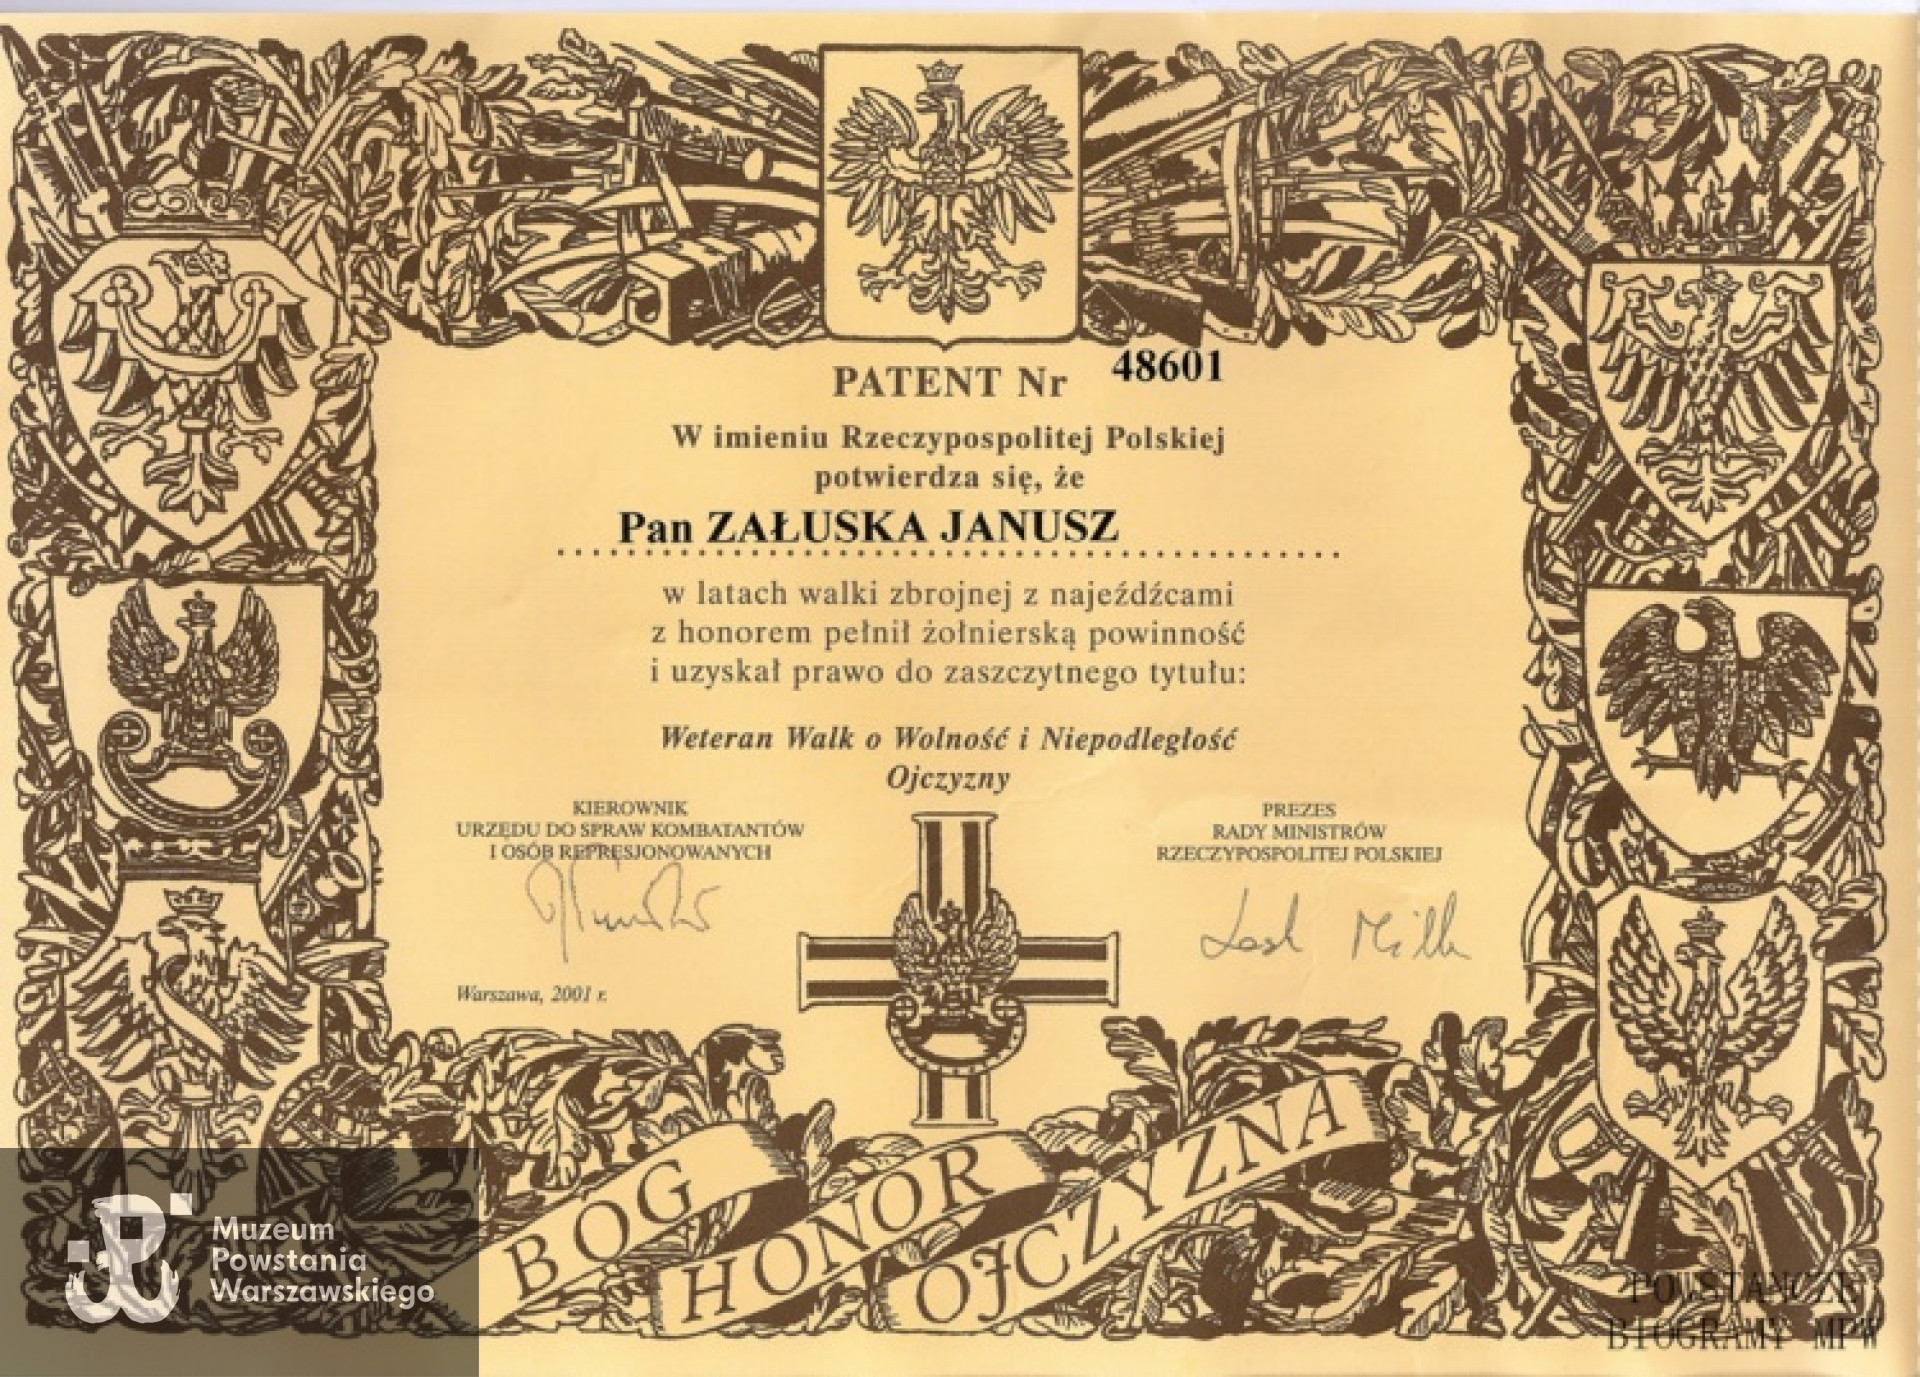 PATENT Nr 48601
W imieniu Rzeczypospolitej Polskiej
potwierdza się, że
Pan ZAŁUSKA JANUSZ
w latach walki zbrojnej z najeźdźcami
z honorem pełnił żołnierską powinność
i uzyskał prawo do zaszczytnego tytułu:
Weteran Walk o Wolność i Niepodległość
Ojczyzny
KIEROWNIK
URZĘDU DO SPRAW KOMBATANTÓW
I OSÓB REPRESJONOWANYCH
PREZES
RADY MINISTRÓW
RZECZYPOSPOLITEJ POLSKIEJ
Warszawa, 2001 r.
BÓG
HONOR
OJCZYZNA
Muzeum
Powstania
Warszawskiego
POWSTAŃCZE
BIOGRAMY MPW